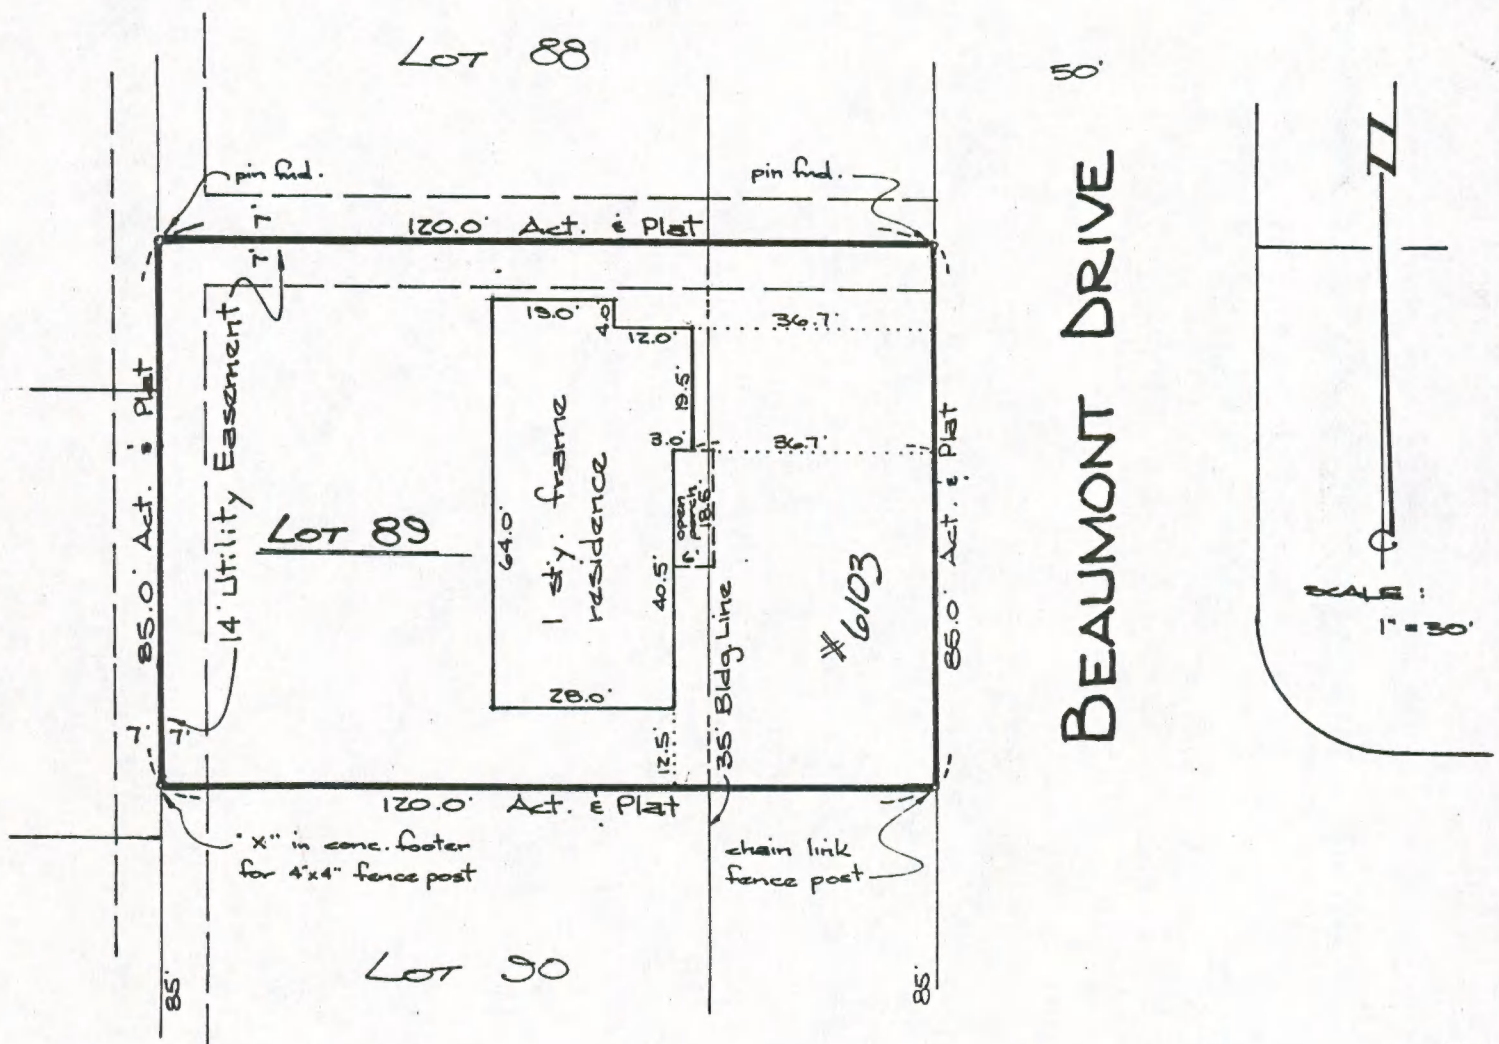 LOT 88
50'
pin fnd.
pin fnd.
7'
7'
120.0' Act. & Plat
19.0'
4.0'
12.0'
36.7'
19.5'
3.0'
36.7'
85.0' Act. & Plat
14' Utility Easement
LOT 89
64.0'
1 sty. frame
residence
open
porch
18.5'
40.5'
28.0'
12.5'
35' Bldg. Line
# 6103
85.0' Act. & Plat
BEAUMONT DRIVE
SCALE:
1" = 30'
7'
7'
120.0' Act. & Plat
"X" in conc. footer
for 4"x4" fence post
chain link
fence post
LOT 90
85'
85'